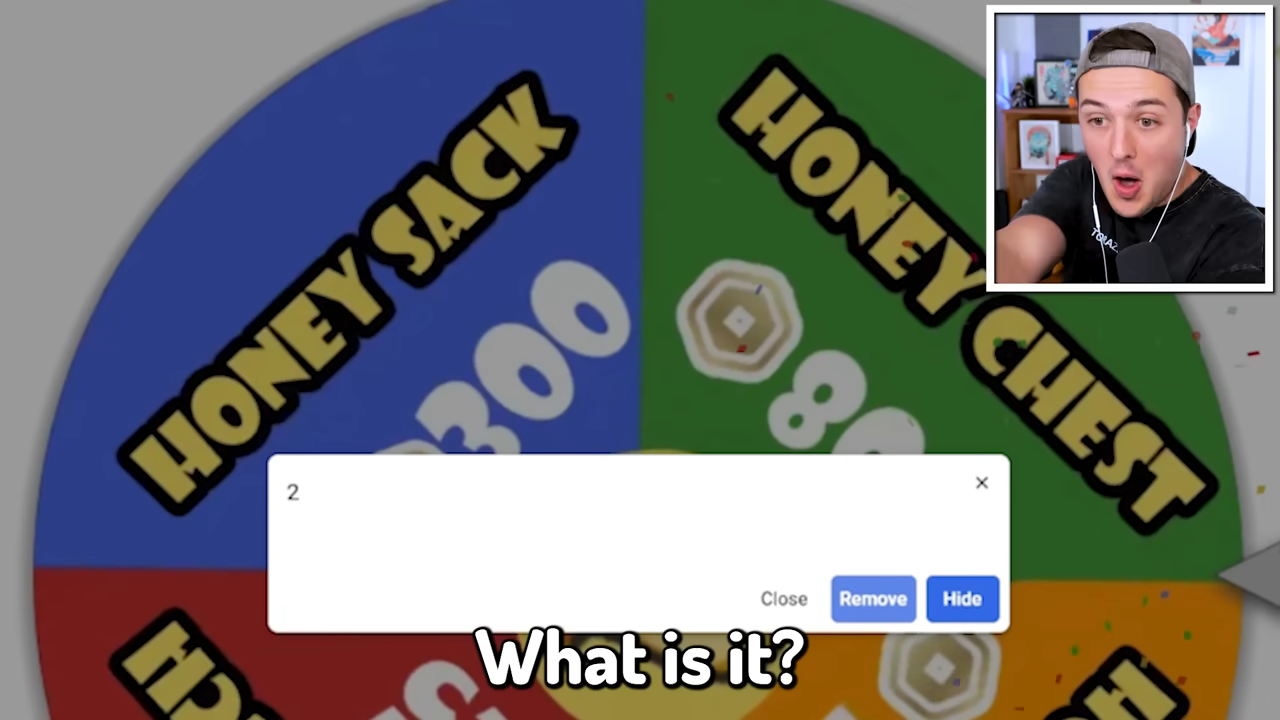 HONEY SACK
300
HONEY CHEST
80
2
×
Close
Remove
Hide
What is it?